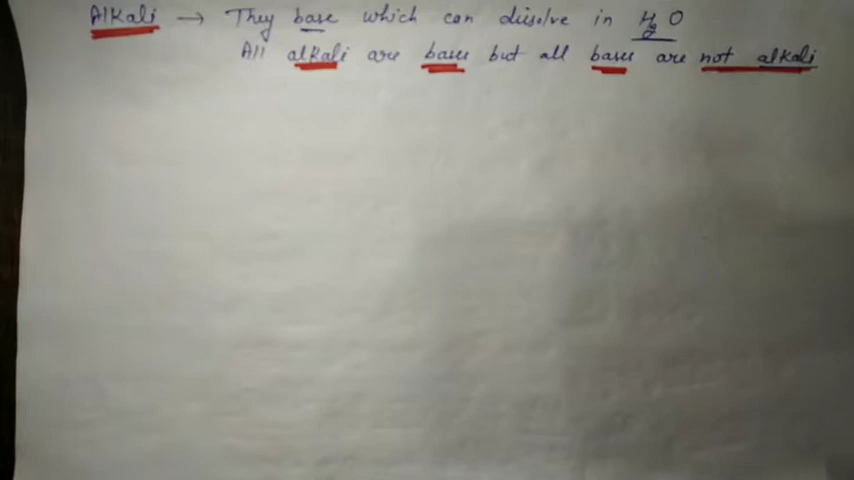 Alkali → They base which can dissolve in H2O
All alkali are bases but all bases are not alkali